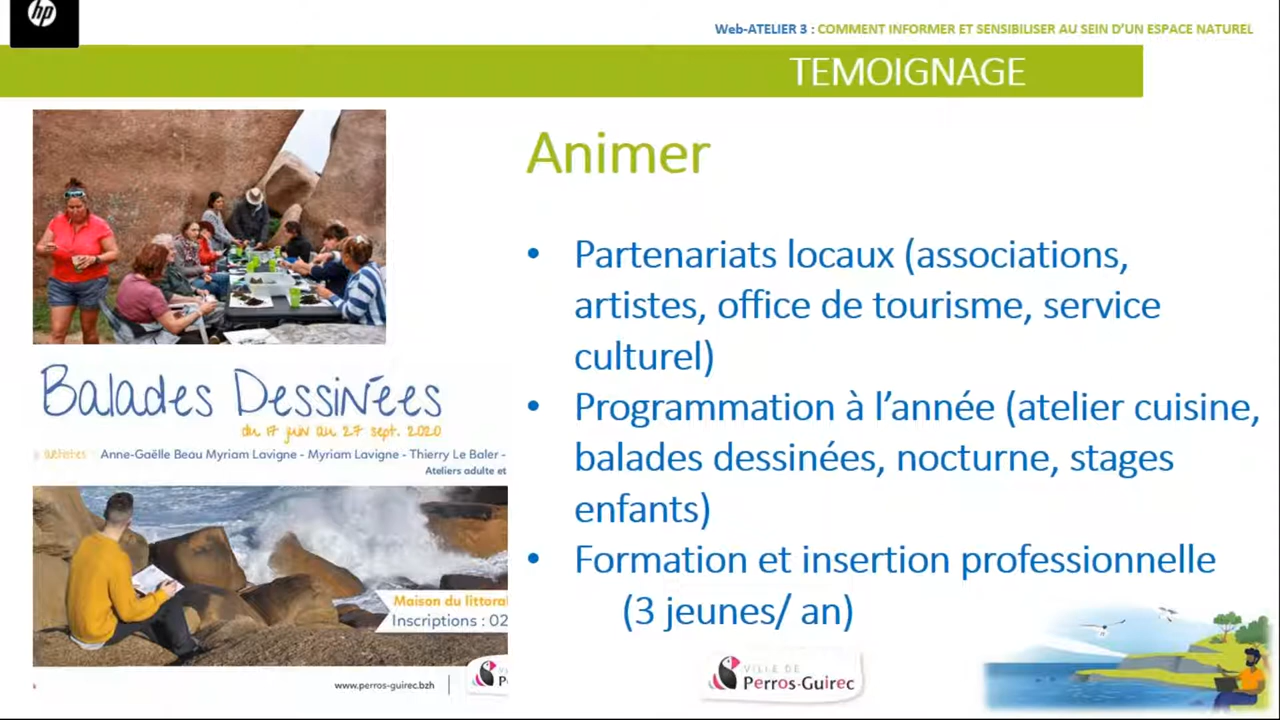 hp
Web-ATELIER 3 : COMMENT INFORMER ET SENSIBILISER AU SEIN D'UN ESPACE NATUREL
TEMOIGNAGE
Animer
• Partenariats locaux (associations,
artistes, office de tourisme, service
culturel)
• Programmation à l'année (atelier cuisine,
balades dessinées, nocturne, stages
enfants)
• Formation et insertion professionnelle
(3 jeunes/ an)
BALADES DESSINÉES
du 17 juin au 27 sept. 2020
artistes Anne-Gaëlle Beau Myriam Lavigne - Myriam Lavigne - Thierry Le Baler -
Ateliers adulte et
Maison du littoral
Inscriptions : 02
www.perros-guirec.bzh
VILLE DE
Perros-Guirec